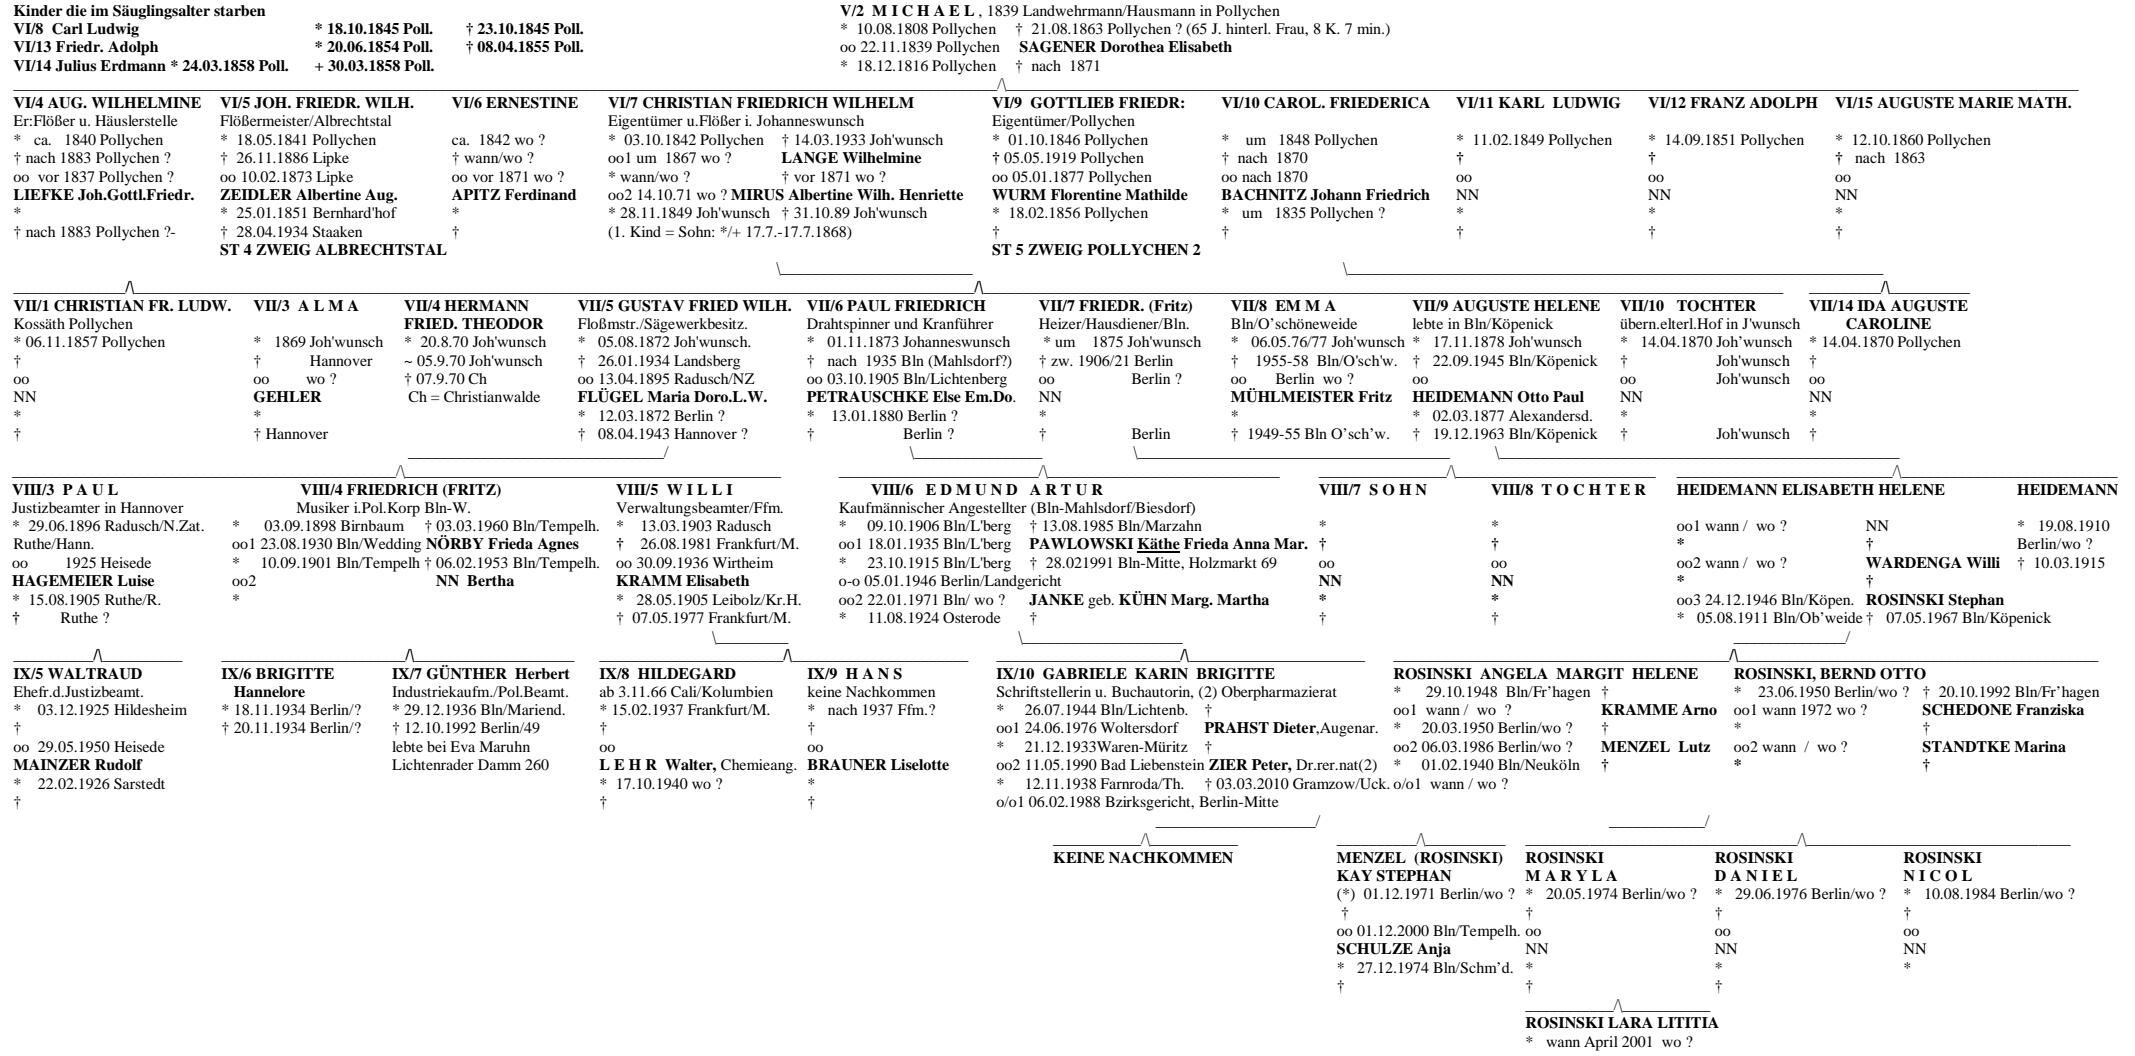 Kinder die im Säuglingsalter starben
VI/8 Carl Ludwig * 18.10.1845 Poll. † 23.10.1845 Poll.
VI/13 Friedr. Adolph * 20.06.1854 Poll. † 08.04.1855 Poll.
VI/14 Julius Erdmann * 24.03.1858 Poll. + 30.03.1858 Poll.
V/2 M I C H A E L , 1839 Landwehrmann/Hausmann in Pollychen
* 10.08.1808 Pollychen † 21.08.1863 Pollychen ? (65 J. hinterl. Frau, 8 K. 7 min.)
oo 22.11.1839 Pollychen SAGENER Dorothea Elisabeth
* 18.12.1816 Pollychen † nach 1871
VI/4 AUG. WILHELMINE
Er:Flößer u. Häuslerstelle
* ca. 1840 Pollychen
† nach 1883 Pollychen ?
oo vor 1837 Pollychen ?
LIEFKE Joh.Gottl.Friedr.
*
† nach 1883 Pollychen ?-
VI/5 JOH. FRIEDR. WILH.
Flößermeister/Albrechtstal
* 18.05.1841 Pollychen
† 26.11.1886 Lipke
oo 10.02.1873 Lipke
ZEIDLER Albertine Aug.
* 25.01.1851 Bernhard'hof
† 28.04.1934 Staaken
ST 4 ZWEIG ALBRECHTSTAL
VI/6 ERNESTINE
ca. 1842 wo ?
† wann/wo ?
oo vor 1871 wo ?
APITZ Ferdinand
*
†
VI/7 CHRISTIAN FRIEDRICH WILHELM
Eigentümer u.Flößer i. Johanneswunsch
* 03.10.1842 Pollychen † 14.03.1933 Joh'wunsch
oo1 um 1867 wo ? LANGE Wilhelmine
* wann/wo ? † vor 1871 wo ?
oo2 14.10.71 wo ? MIRUS Albertine Wilh. Henriette
* 28.11.1849 Joh'wunsch † 31.10.89 Joh'wunsch
(1. Kind = Sohn: */+ 17.7.-17.7.1868)
VI/9 GOTTLIEB FRIEDR:
Eigentümer/Pollychen
* 01.10.1846 Pollychen
† 05.05.1919 Pollychen
oo 05.01.1877 Pollychen
WURM Florentine Mathilde
* 18.02.1856 Pollychen
†
ST 5 ZWEIG POLLYCHEN 2
VI/10 CAROL. FRIEDERICA
* um 1848 Pollychen
† nach 1870
oo nach 1870
BACHNITZ Johann Friedrich
* um 1835 Pollychen ?
†
VI/11 KARL LUDWIG
* 11.02.1849 Pollychen
†
oo
NN
*
†
VI/12 FRANZ ADOLPH
* 14.09.1851 Pollychen
†
oo
NN
*
†
VI/15 AUGUSTE MARIE MATH.
* 12.10.1860 Pollychen
† nach 1863
oo
NN
*
†
VII/1 CHRISTIAN FR. LUDW.
Kossäth Pollychen
* 06.11.1857 Pollychen
†
oo
NN
*
†
VII/3 A L M A
* 1869 Joh'wunsch
† Hannover
oo wo ?
GEHLER
*
† Hannover
VII/4 HERMANN
FRIED. THEODOR
* 20.8.70 Joh'wunsch
~ 05.9.70 Joh'wunsch
† 07.9.70 Ch
Ch = Christianwalde
VII/5 GUSTAV FRIED WILH.
Floßmstr./Sägewerkbesitz.
* 05.08.1872 Joh'wunsch.
† 26.01.1934 Landsberg
oo 13.04.1895 Radusch/NZ
FLÜGEL Maria Doro.L.W.
* 12.03.1872 Berlin ?
† 08.04.1943 Hannover ?
VII/6 PAUL FRIEDRICH
Drahtspinner und Kranführer
* 01.11.1873 Johanneswunsch
† nach 1935 Bln (Mahlsdorf?)
oo 03.10.1905 Bln/Lichtenberg
PETRAUSCHKE Else Em.Do.
* 13.01.1880 Berlin ?
† Berlin ?
VII/7 FRIEDR. (Fritz)
Heizer/Hausdiener/Bln.
* um 1875 Joh'wunsch
† zw. 1906/21 Berlin
oo Berlin ?
NN
*
† Berlin
VII/8 EM M A
Bln/O'schöneweide
* 06.05.76/77 Joh'wunsch
† 1955-58 Bln/O'sch'w.
oo Berlin wo ?
MÜHLMEISTER Fritz
*
† 1949-55 Bln O'sch'w.
VII/9 AUGUSTE HELENE
lebte in Bln/Köpenick
* 17.11.1878 Joh'wunsch
† 22.09.1945 Bln/Köpenick
oo
HEIDEMANN Otto Paul
* 02.03.1877 Alexandersd.
† 19.12.1963 Bln/Köpenick
VII/10 TOCHTER
übern.elterl.Hof in J'wunsch
* 14.04.1870 Joh'wunsch
† Joh'wunsch
oo Joh'wunsch
NN
*
† Joh'wunsch
VII/14 IDA AUGUSTE
CAROLINE
* 14.04.1870 Pollychen
†
oo
NN
*
†
VIII/3 P A U L
Justizbeamter in Hannover
* 29.06.1896 Radusch/N.Zat.
Ruthe/Hann.
oo 1925 Heisede
HAGEMEIER Luise
* 15.08.1905 Ruthe/R.
† Ruthe ?
VIII/4 FRIEDRICH (FRITZ)
Musiker i.Pol.Korp Bln-W.
* 03.09.1898 Birnbaum † 03.03.1960 Bln/Tempelh.
oo1 23.08.1930 Bln/Wedding NÖRBY Frieda Agnes
* 10.09.1901 Bln/Tempelh † 06.02.1953 Bln/Tempelh.
oo2 NN Bertha
*
VIII/5 W I L L I
Verwaltungsbeamter/Ffm.
* 13.03.1903 Radusch
† 26.08.1981 Frankfurt/M.
oo 30.09.1936 Wirtheim
KRAMM Elisabeth
* 28.05.1905 Leibolz/Kr.H.
† 07.05.1977 Frankfurt/M.
VIII/6 E D M U N D A R T U R
Kaufmännischer Angestellter (Bln-Mahlsdorf/Biesdorf)
* 09.10.1906 Bln/L'berg † 13.08.1985 Bln/Marzahn
oo1 18.01.1935 Bln/L'berg PAWLOWSKI Käthe Frieda Anna Mar.
* 23.10.1915 Bln/L'berg † 28.021991 Bln-Mitte, Holzmarkt 69
o-o 05.01.1946 Berlin/Landgericht
oo2 22.01.1971 Bln/ wo ? JANKE geb. KÜHN Marg. Martha
* 11.08.1924 Osterode †
VIII/7 S O H N
*
†
oo
NN
*
†
VIII/8 T O C H T E R
*
†
oo
NN
*
†
HEIDEMANN ELISABETH HELENE
oo1 wann / wo ? NN
* †
oo2 wann / wo ? WARDENGA Willi
* †
oo3 24.12.1946 Bln/Köpen. ROSINSKI Stephan
* 05.08.1911 Bln/Ob'weide † 07.05.1967 Bln/Köpenick
HEIDEMANN
* 19.08.1910
Berlin/wo ?
† 10.03.1915
IX/5 WALTRAUD
Ehefr.d.Justizbeamt.
* 03.12.1925 Hildesheim
†
oo 29.05.1950 Heisede
MAINZER Rudolf
* 22.02.1926 Sarstedt
†
IX/6 BRIGITTE
Hannelore
* 18.11.1934 Berlin/?
† 20.11.1934 Berlin/?
IX/7 GÜNTHER Herbert
Industriekaufm./Pol.Beamt.
* 29.12.1936 Bln/Mariend.
† 12.10.1992 Berlin/49
lebte bei Eva Maruhn
Lichtenrader Damm 260
IX/8 HILDEGARD
ab 3.11.66 Cali/Kolumbien
* 15.02.1937 Frankfurt/M.
†
oo
L E H R Walter, Chemieang.
* 17.10.1940 wo ?
†
IX/9 H A N S
keine Nachkommen
* nach 1937 Ffm.?
†
oo
BRAUNER Liselotte
*
†
IX/10 GABRIELE KARIN BRIGITTE
Schriftstellerin u. Buchautorin, (2) Oberpharmazierat
* 26.07.1944 Bln/Lichtenb. †
oo1 24.06.1976 Woltersdorf PRAHST Dieter,Augenar.
* 21.12.1933Waren-Müritz †
oo2 11.05.1990 Bad Liebenstein ZIER Peter, Dr.rer.nat(2)
* 12.11.1938 Farnroda/Th. † 03.03.2010 Gramzow/Uck.
o/o1 06.02.1988 Bzirksgericht, Berlin-Mitte
ROSINSKI ANGELA MARGIT HELENE
* 29.10.1948 Bln/Fr'hagen †
oo1 wann / wo ? KRAMME Arno
* 20.03.1950 Berlin/wo ? †
oo2 06.03.1986 Berlin/wo ? MENZEL Lutz
* 01.02.1940 Bln/Neuköln †
o/o1 wann / wo ?
ROSINSKI, BERND OTTO
* 23.06.1950 Berlin/wo ? † 20.10.1992 Bln/Fr'hagen
oo1 wann 1972 wo ? SCHEDONE Franziska
* †
oo2 wann / wo ? STANDTKE Marina
* †
KEINE NACHKOMMEN
MENZEL (ROSINSKI)
KAY STEPHAN
(*) 01.12.1971 Berlin/wo ?
†
oo 01.12.2000 Bln/Tempelh.
SCHULZE Anja
* 27.12.1974 Bln/Schm'd.
†
ROSINSKI
M A R Y L A
* 20.05.1974 Berlin/wo ?
†
oo
NN
*
†
ROSINSKI
D A N I E L
* 29.06.1976 Berlin/wo ?
†
oo
NN
*
†
ROSINSKI
N I C O L
* 10.08.1984 Berlin/wo ?
†
oo
NN
*
ROSINSKI LARA LITITIA
* wann April 2001 wo ?